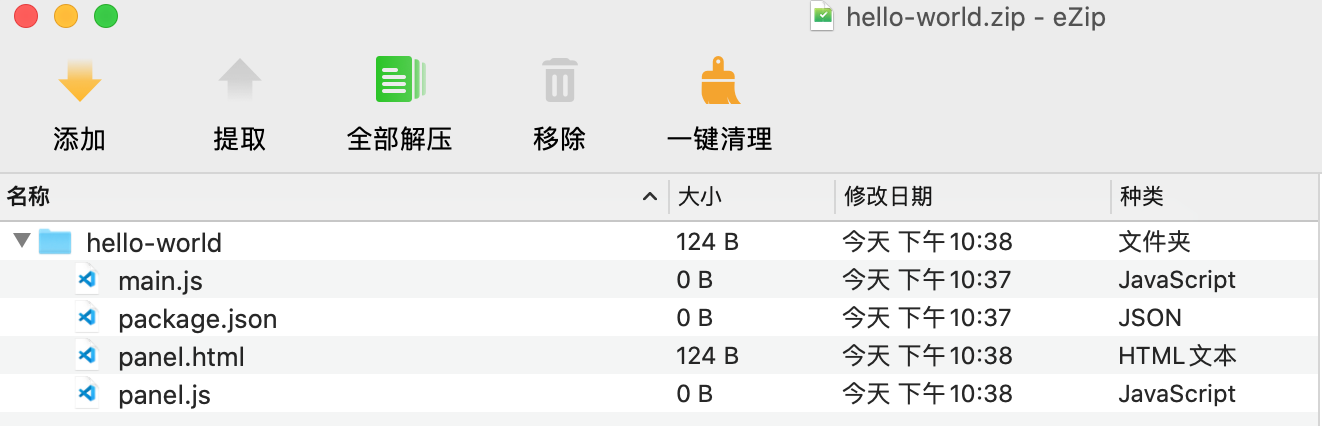 hello-world.zip - eZip
添加 提取 全部解压 移除 一键清理
名称 大小 修改日期 种类
hello-world 124 B 今天 下午10:38 文件夹
main.js 0 B 今天 下午10:37 JavaScript
package.json 0 B 今天 下午10:37 JSON
panel.html 124 B 今天 下午10:38 HTML文本
panel.js 0 B 今天 下午10:38 JavaScript